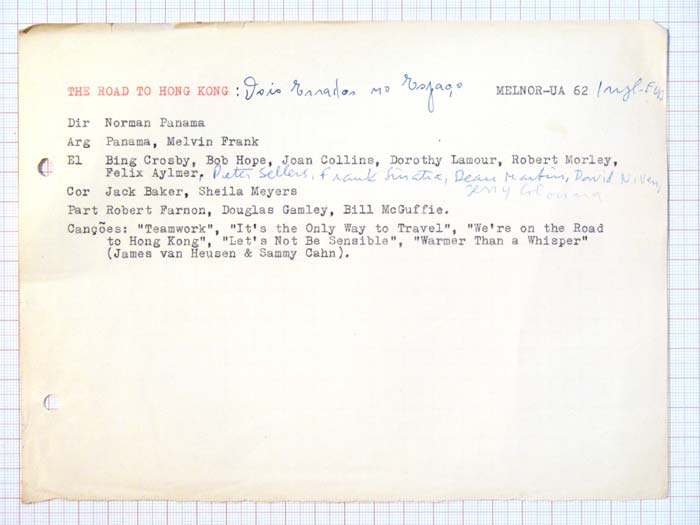 THE ROAD TO HONG KONG: Dois Errados no Espaço MELNOR-UA 62 Ingl-
Dir Norman Panama
Arg Panama, Melvin Frank
El Bing Crosby, Bob Hope, Joan Collins, Dorothy Lamour, Robert Morley,
Felix Aylmer, Peter Sellers, Frank Sinatra, Dean Martin, David Niven,
Jerry Colonna
Cor Jack Baker, Sheila Meyers
Part Robert Farnon, Douglas Gamley, Bill McGuffie.
Canções: "Teamwork", "It's the Only Way to Travel", "We're on the Road
to Hong Kong", "Let's Not Be Sensible", "Warmer Than a Whisper"
(James van Heusen & Sammy Cahn).